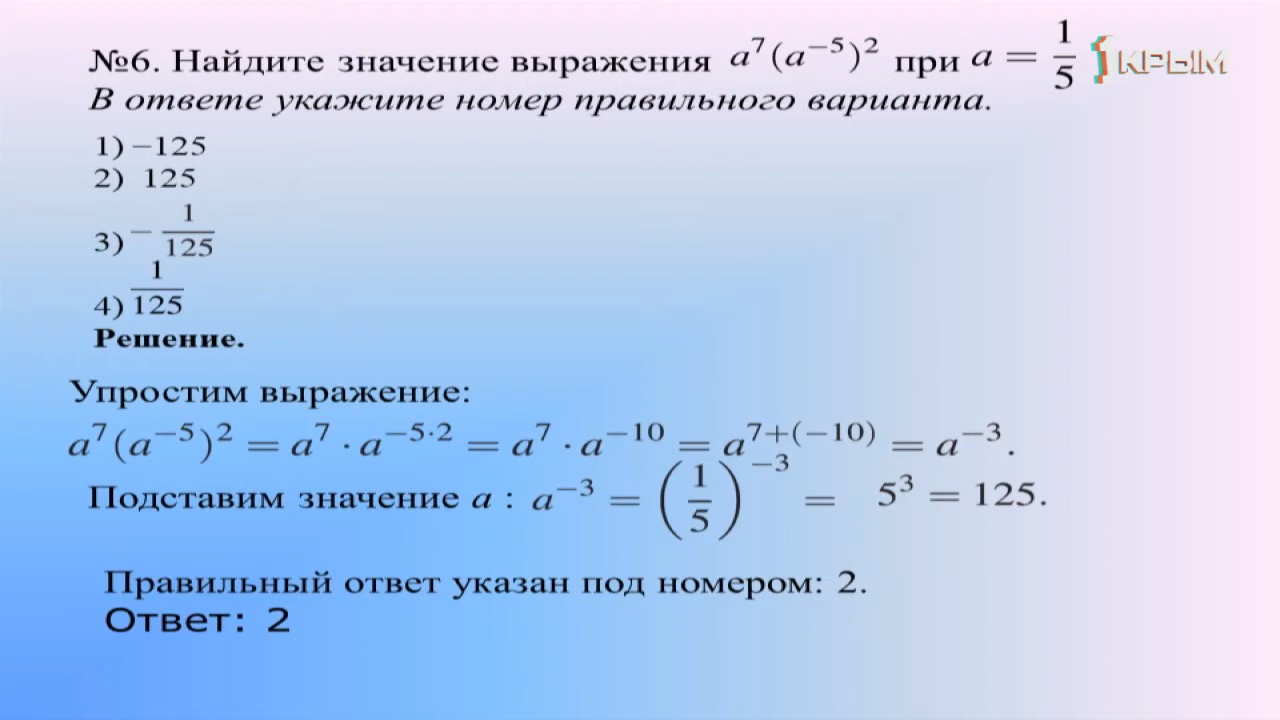 №6. Найдите значение выражения a⁷(a⁻⁵)² при a = 1/5
1КРЫМ
В ответе укажите номер правильного варианта.
1) −125
2) 125
3) − 1/125
4) 1/125
Решение.
Упростим выражение:
a⁷(a⁻⁵)² = a⁷ · a⁻⁵·² = a⁷ · a⁻¹⁰ = a⁷⁺⁽⁻¹⁰⁾ = a⁻³.
Подставим значение a : a⁻³ = (1/5)⁻³ = 5³ = 125.
Правильный ответ указан под номером: 2.
Ответ: 2